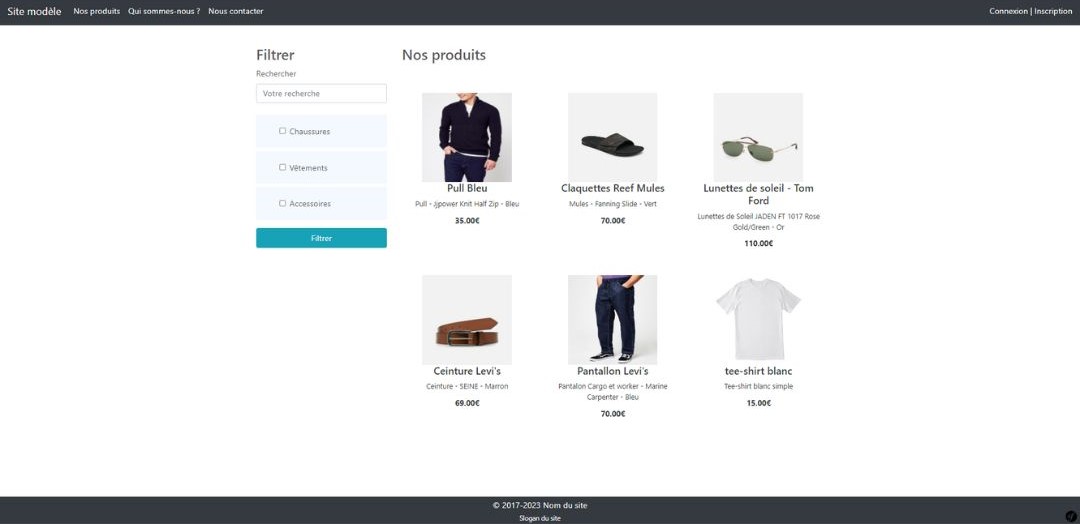 Site modèle Nos produits Qui sommes-nous ? Nous contacter Connexion | Inscription
Filtrer
Rechercher
Votre recherche
Chaussures
Vêtements
Accessoires
Filtrer
Nos produits
Pull Bleu
Pull - Jjpower Knit Half Zip - Bleu
35.00€
Claquettes Reef Mules
Mules - Fanning Slide - Vert
70.00€
Lunettes de soleil - Tom
Ford
Lunettes de Soleil JADEN FT 1017 Rose
Gold/Green - Or
110.00€
Ceinture Levi's
Ceinture - SEINE - Marron
69.00€
Pantallon Levi's
Pantalon Cargo et worker - Marine
Carpenter - Bleu
70.00€
tee-shirt blanc
Tee-shirt blanc simple
15.00€
© 2017-2023 Nom du site
Slogan du site